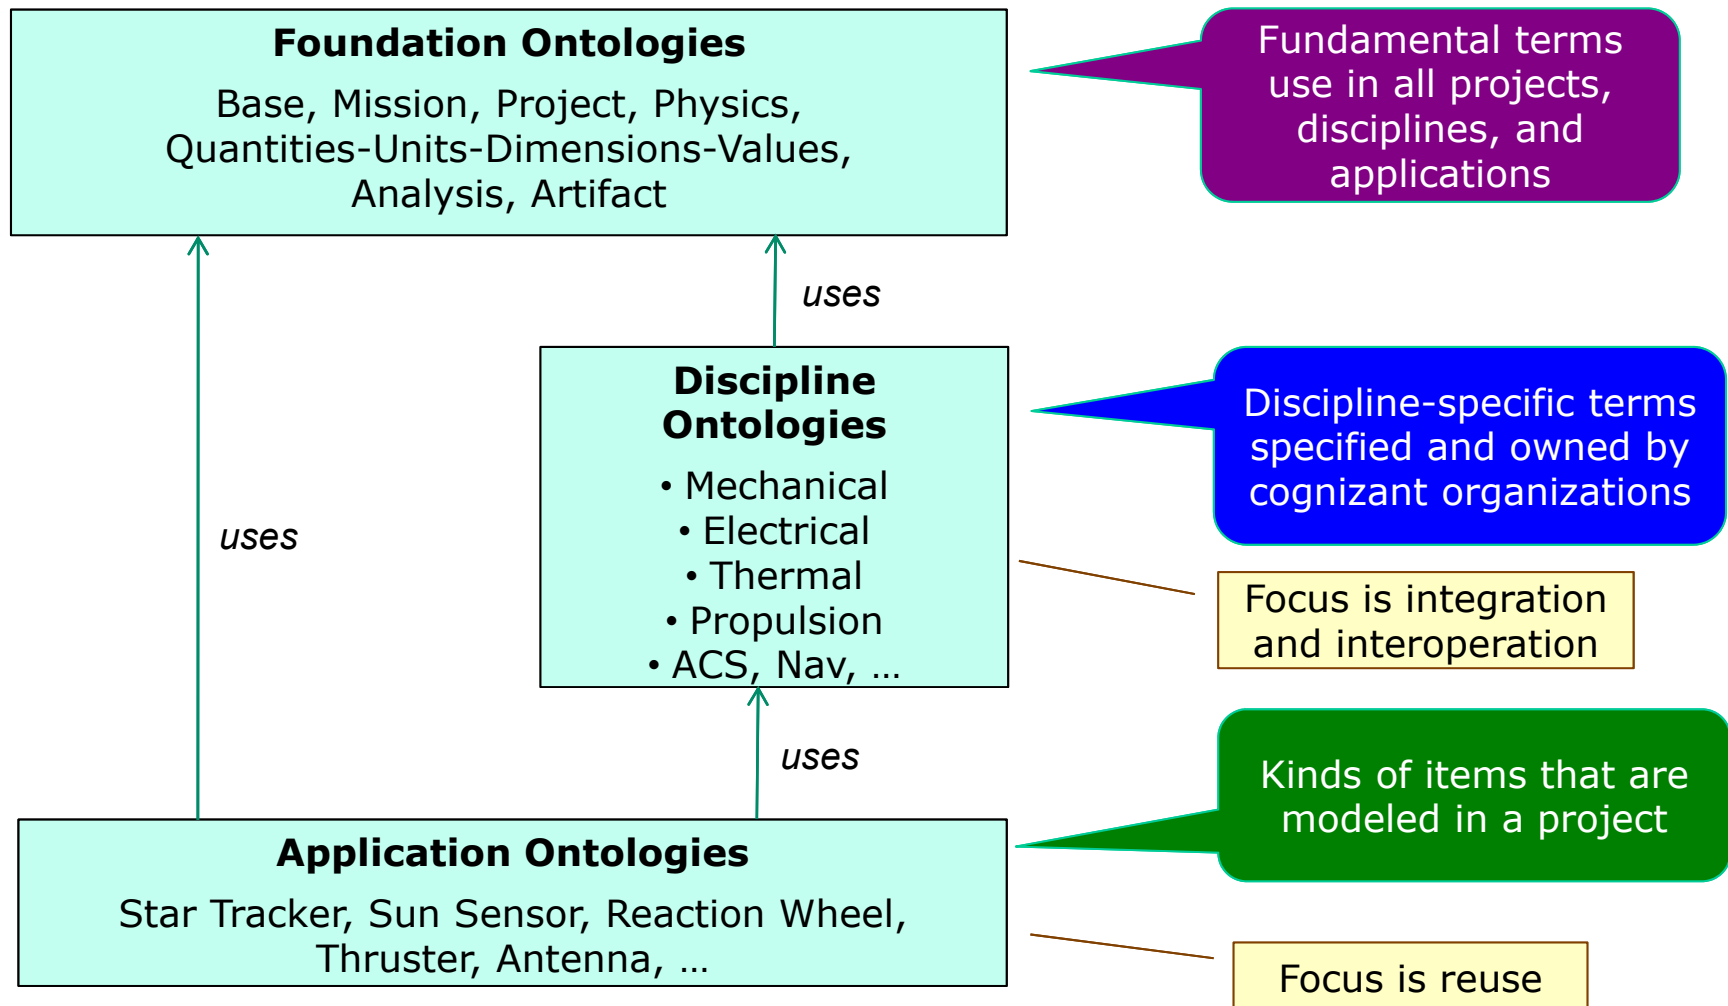 Foundation Ontologies
Base, Mission, Project, Physics,
Quantities-Units-Dimensions-Values,
Analysis, Artifact
Fundamental terms
use in all projects,
disciplines, and
applications
uses
uses
Discipline
Ontologies
• Mechanical
• Electrical
• Thermal
• Propulsion
• ACS, Nav, …
Discipline-specific terms
specified and owned by
cognizant organizations
Focus is integration
and interoperation
uses
Kinds of items that are
modeled in a project
Application Ontologies
Star Tracker, Sun Sensor, Reaction Wheel,
Thruster, Antenna, …
Focus is reuse